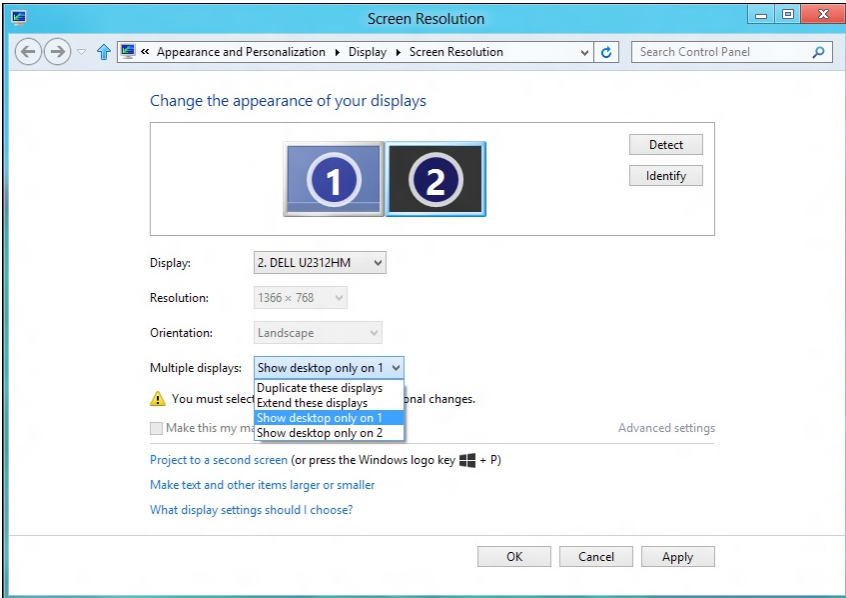 Screen Resolution
« Appearance and Personalization ▸ Display ▸ Screen Resolution
Search Control Panel
Change the appearance of your displays
1
2
Detect
Identify
Display: 2. DELL U2312HM
Resolution: 1366 × 768
Orientation: Landscape
Multiple displays: Show desktop only on 1
Duplicate these displays
You must selec onal changes.
Extend these displays
Show desktop only on 1
Make this my ma
Show desktop only on 2
Advanced settings
Project to a second screen (or press the Windows logo key + P)
Make text and other items larger or smaller
What display settings should I choose?
OK Cancel Apply